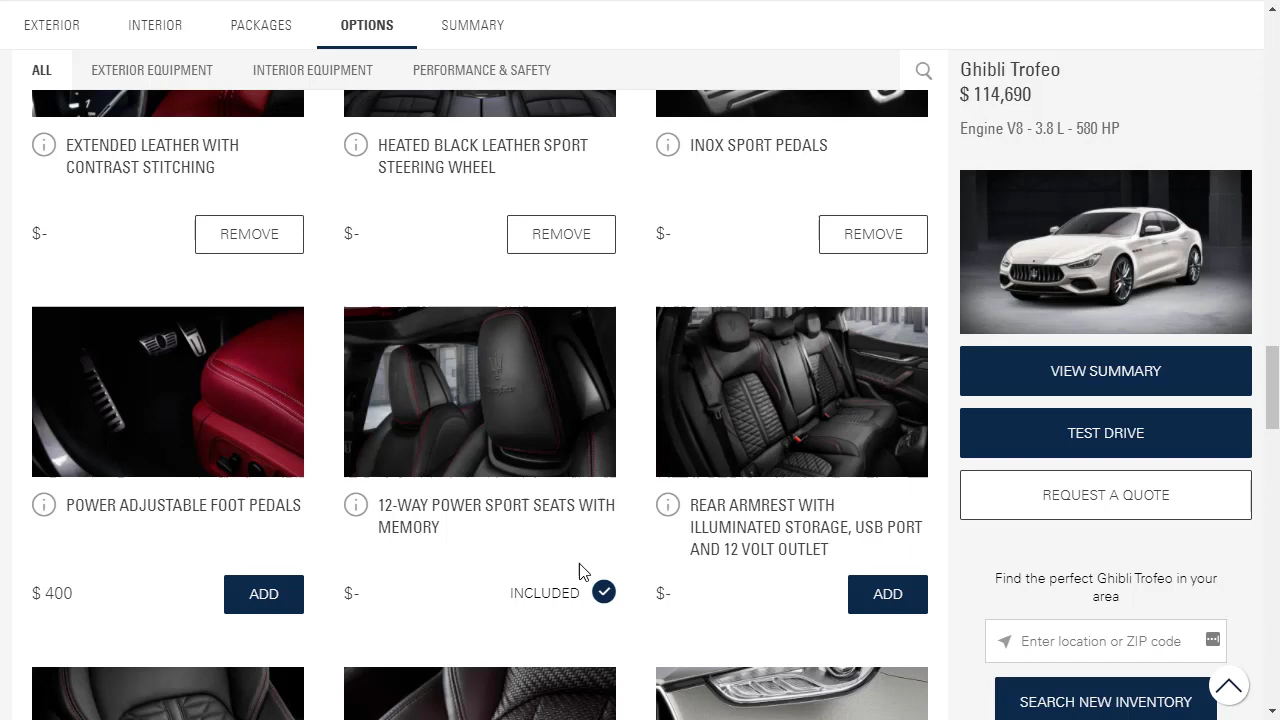 EXTERIOR
INTERIOR
PACKAGES
OPTIONS
SUMMARY
ALL
EXTERIOR EQUIPMENT
INTERIOR EQUIPMENT
PERFORMANCE & SAFETY
EXTENDED LEATHER WITH
CONTRAST STITCHING
$-
REMOVE
HEATED BLACK LEATHER SPORT
STEERING WHEEL
$-
REMOVE
INOX SPORT PEDALS
$-
REMOVE
POWER ADJUSTABLE FOOT PEDALS
$ 400
ADD
12-WAY POWER SPORT SEATS WITH
MEMORY
$-
INCLUDED
REAR ARMREST WITH
ILLUMINATED STORAGE, USB PORT
AND 12 VOLT OUTLET
$-
ADD
Ghibli Trofeo
$ 114,690
Engine V8 - 3.8 L - 580 HP
VIEW SUMMARY
TEST DRIVE
REQUEST A QUOTE
Find the perfect Ghibli Trofeo in your
area
Enter location or ZIP code
SEARCH NEW INVENTORY